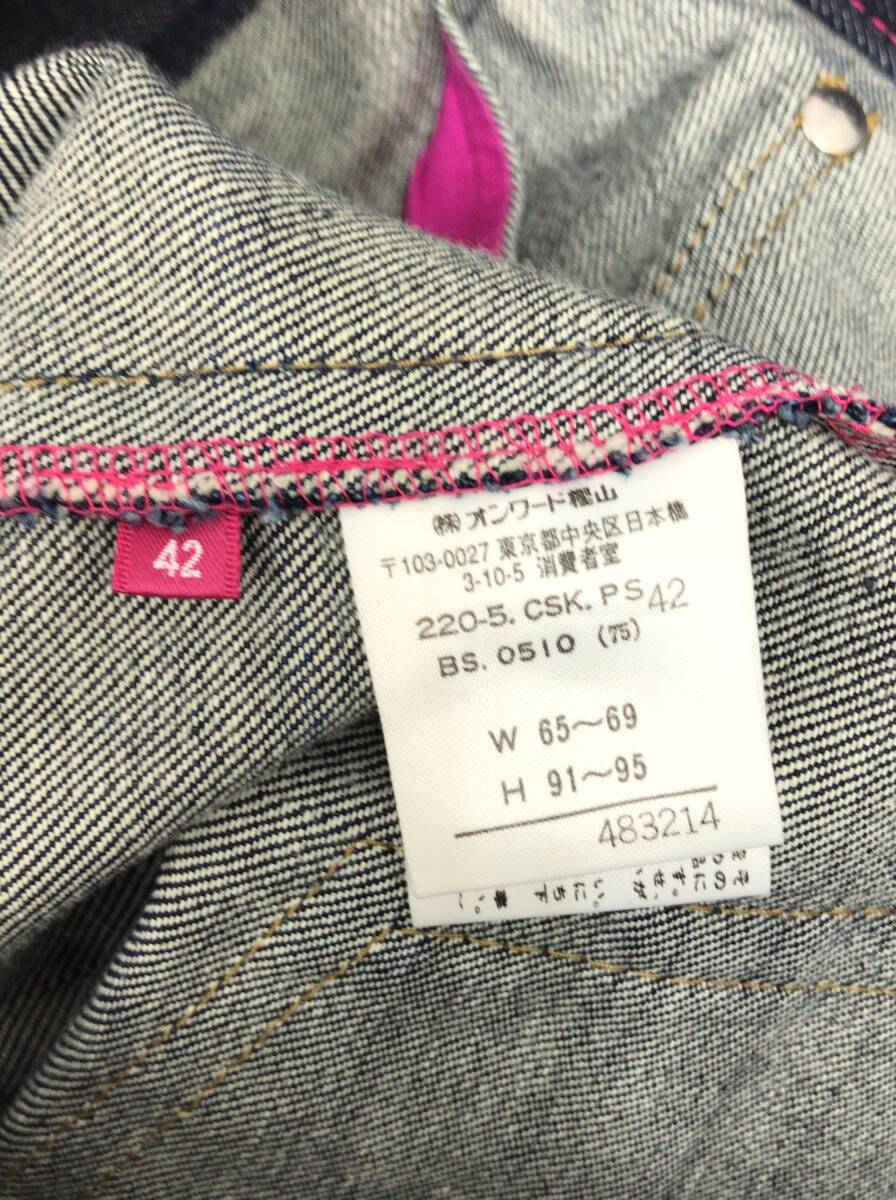 42
㈱オンワード樫山
〒103-0027 東京都中央区日本橋
3-10-5 消費者室
220-5. CSK. PS 42
BS. 0510 (75)
W 65〜69
H 91〜95
483214